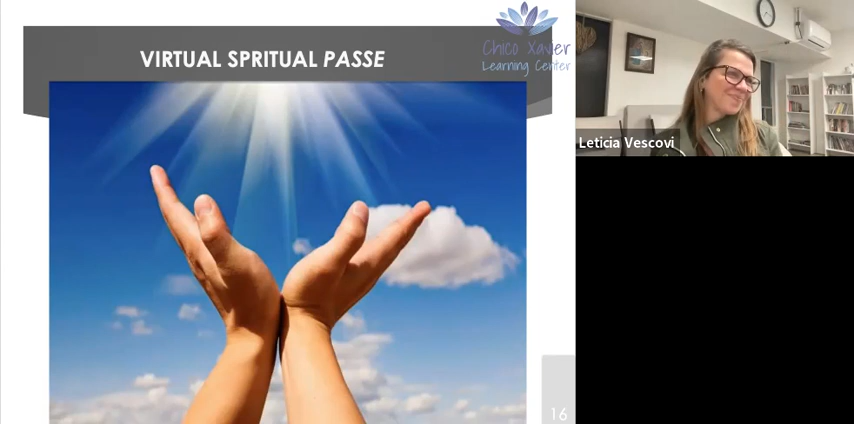 VIRTUAL SPRITUAL PASSE
Chico Xavier
Learning Center
Leticia Vescovi
16